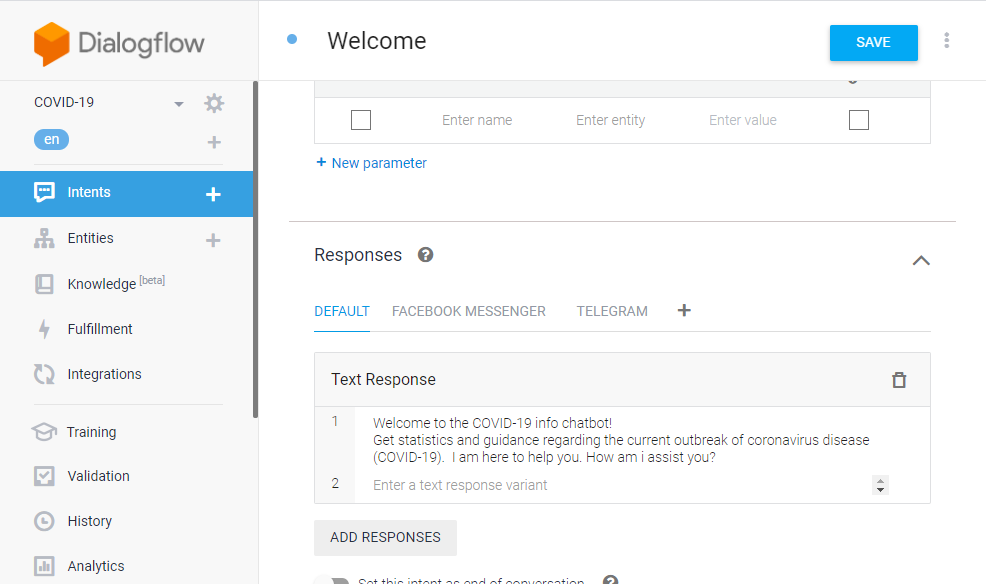 Dialogflow
Welcome
SAVE
COVID-19
en
Enter name
Enter entity
Enter value
+ New parameter
Intents
Entities
Knowledge [beta]
Fulfillment
Integrations
Training
Validation
History
Analytics
Responses
DEFAULT
FACEBOOK MESSENGER
TELEGRAM
Text Response
1 Welcome to the COVID-19 info chatbot!
Get statistics and guidance regarding the current outbreak of coronavirus disease
(COVID-19).  I am here to help you. How am i assist you?
2 Enter a text response variant
ADD RESPONSES
Set this intent as end of conversation